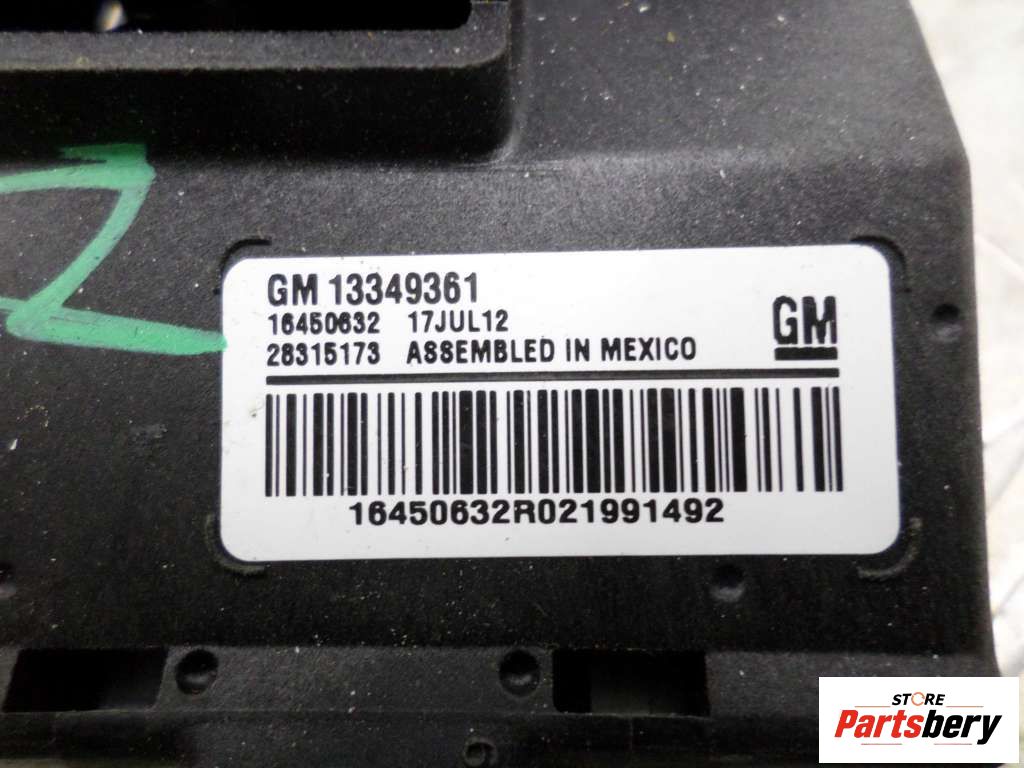 GM 13349361
16450632 17JUL12
28315173 ASSEMBLED IN MEXICO
GM
16450632R021991492
STORE
Partsbery